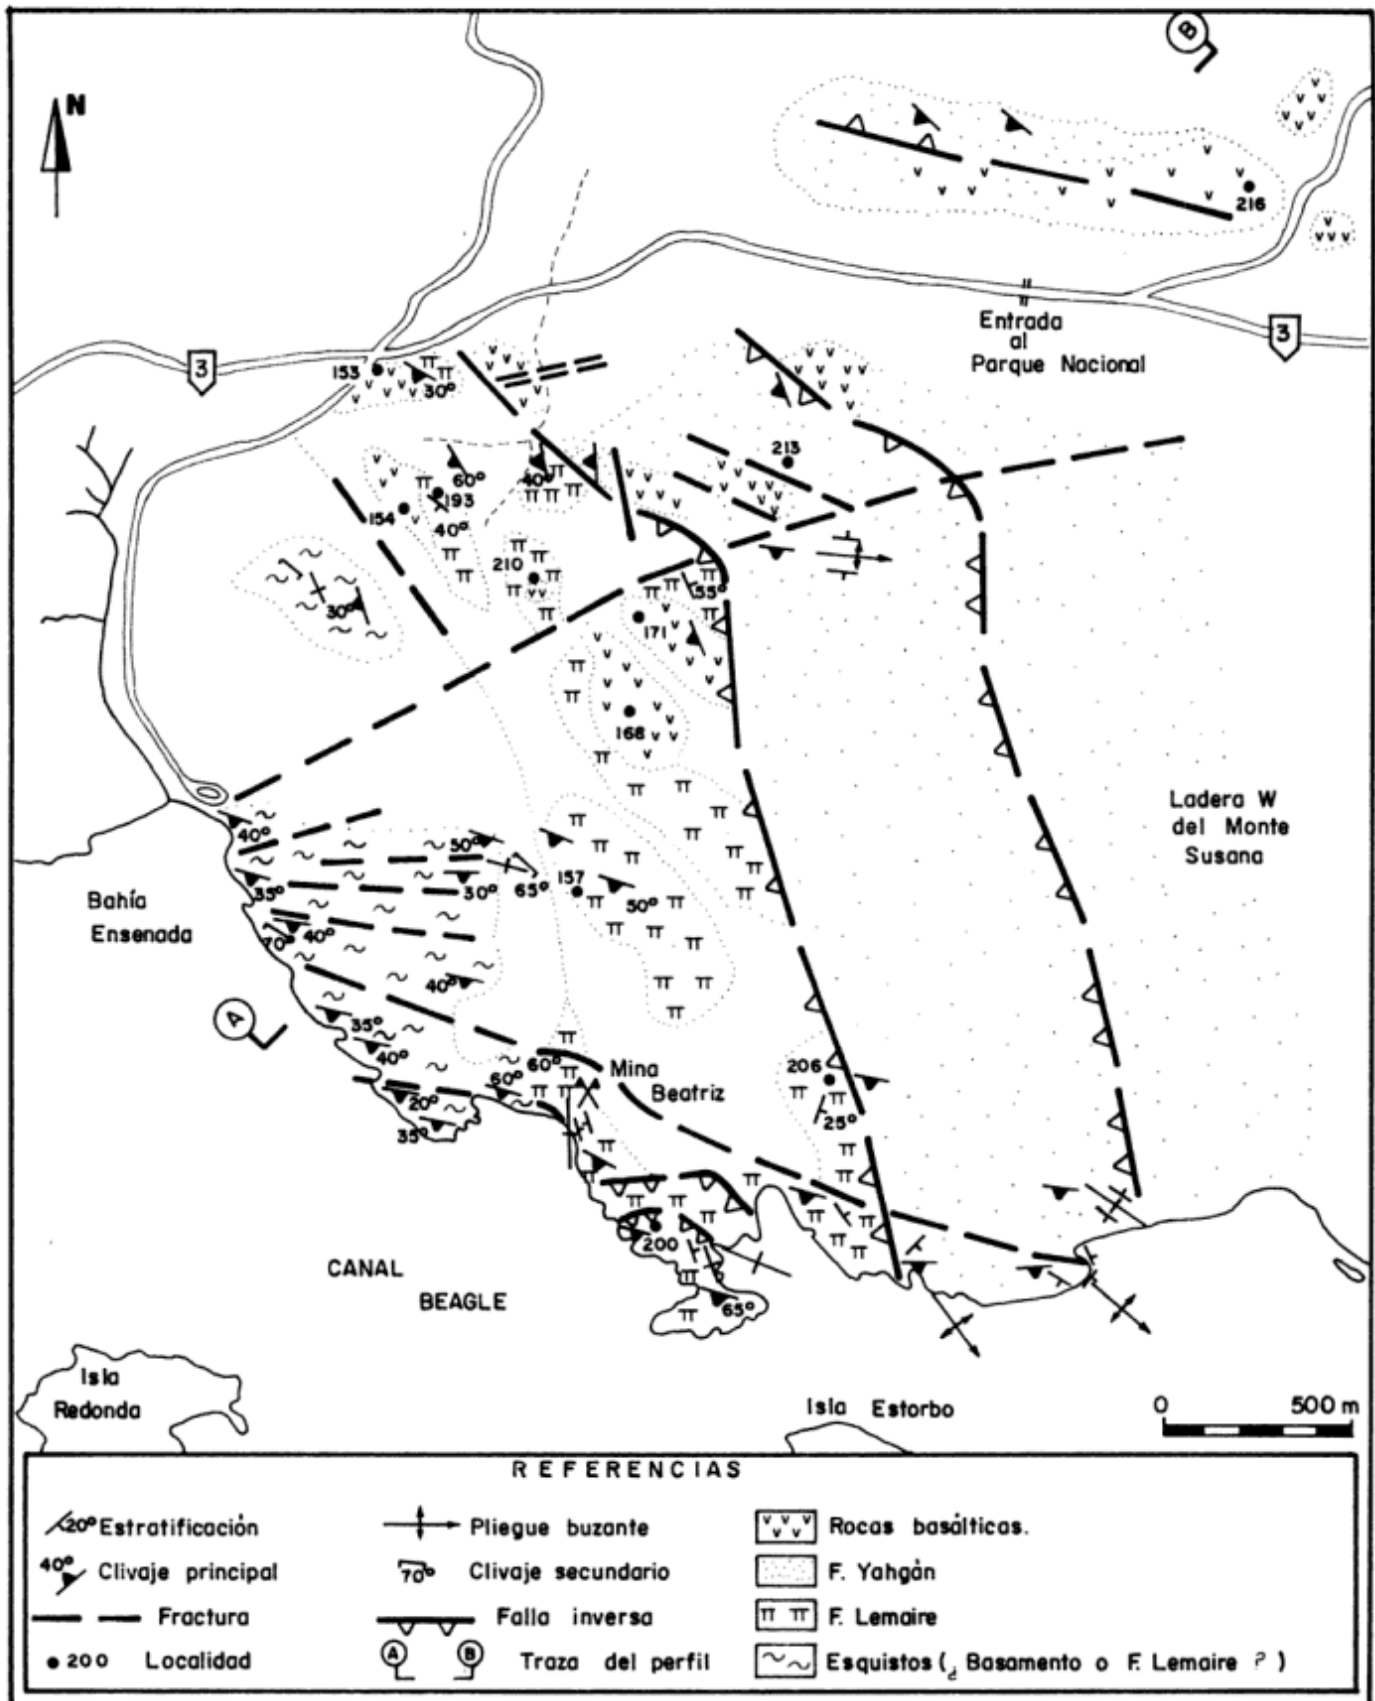 B
N
216
Entrada
al
Parque Nacional
3
3
153
30°
213
60°
40°
193
154
40°
210
55°
30°
171
168
Ladera W
del Monte
Susana
40°
50°
35°
30°
65°
157
50°
Bahía
Ensenada
70°
40°
40°
A
35°
40°
60°
60°
Mina
Beatriz
206
20°
25°
35°
200
CANAL
BEAGLE
65°
Isla
Redonda
Isla Estorbo
0 500 m
REFERENCIAS
20° Estratificación
Pliegue buzante
Rocas basálticas.
40° Clivaje principal
70° Clivaje secundario
F. Yahgán
Fractura
Falla inversa
F. Lemaire
200 Localidad
A B Traza del perfil
Esquistos (¿ Basamento o F. Lemaire ? )